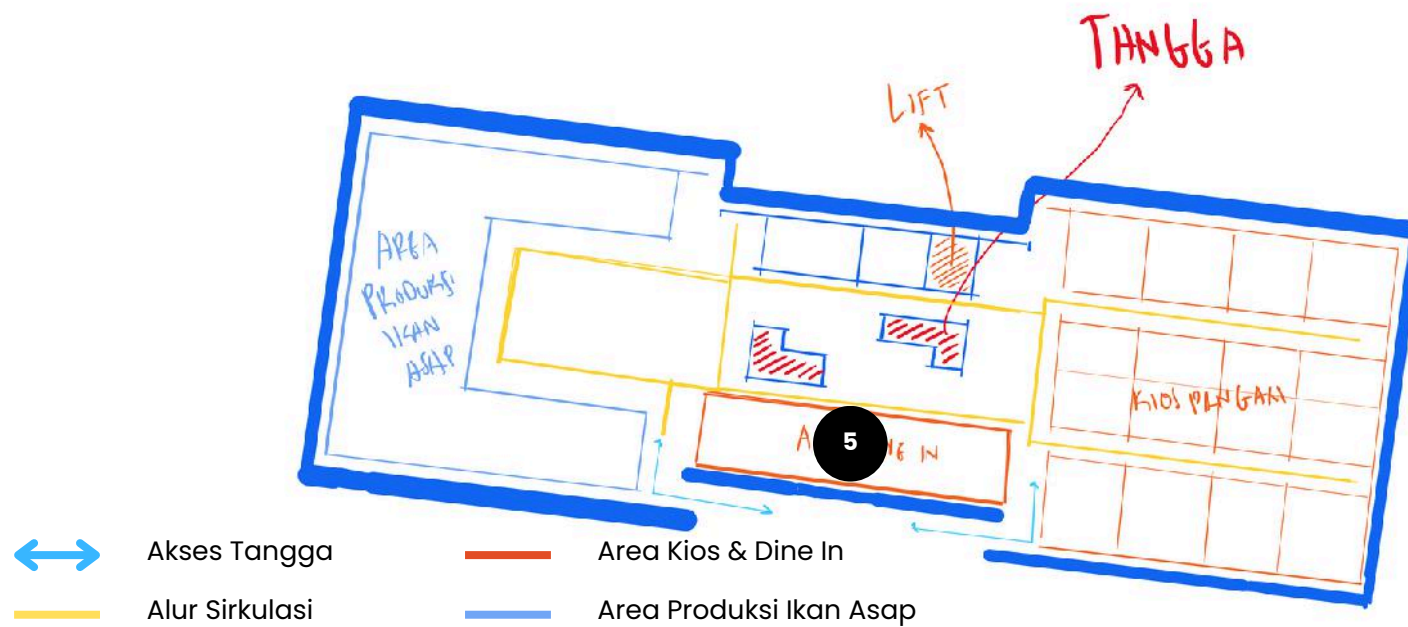 TANGGA
LIFT
AREA
PRODUKSI
IKAN
ASAP
KIOS
5
IN
Akses Tangga
Area Kios & Dine In
Alur Sirkulasi
Area Produksi Ikan Asap